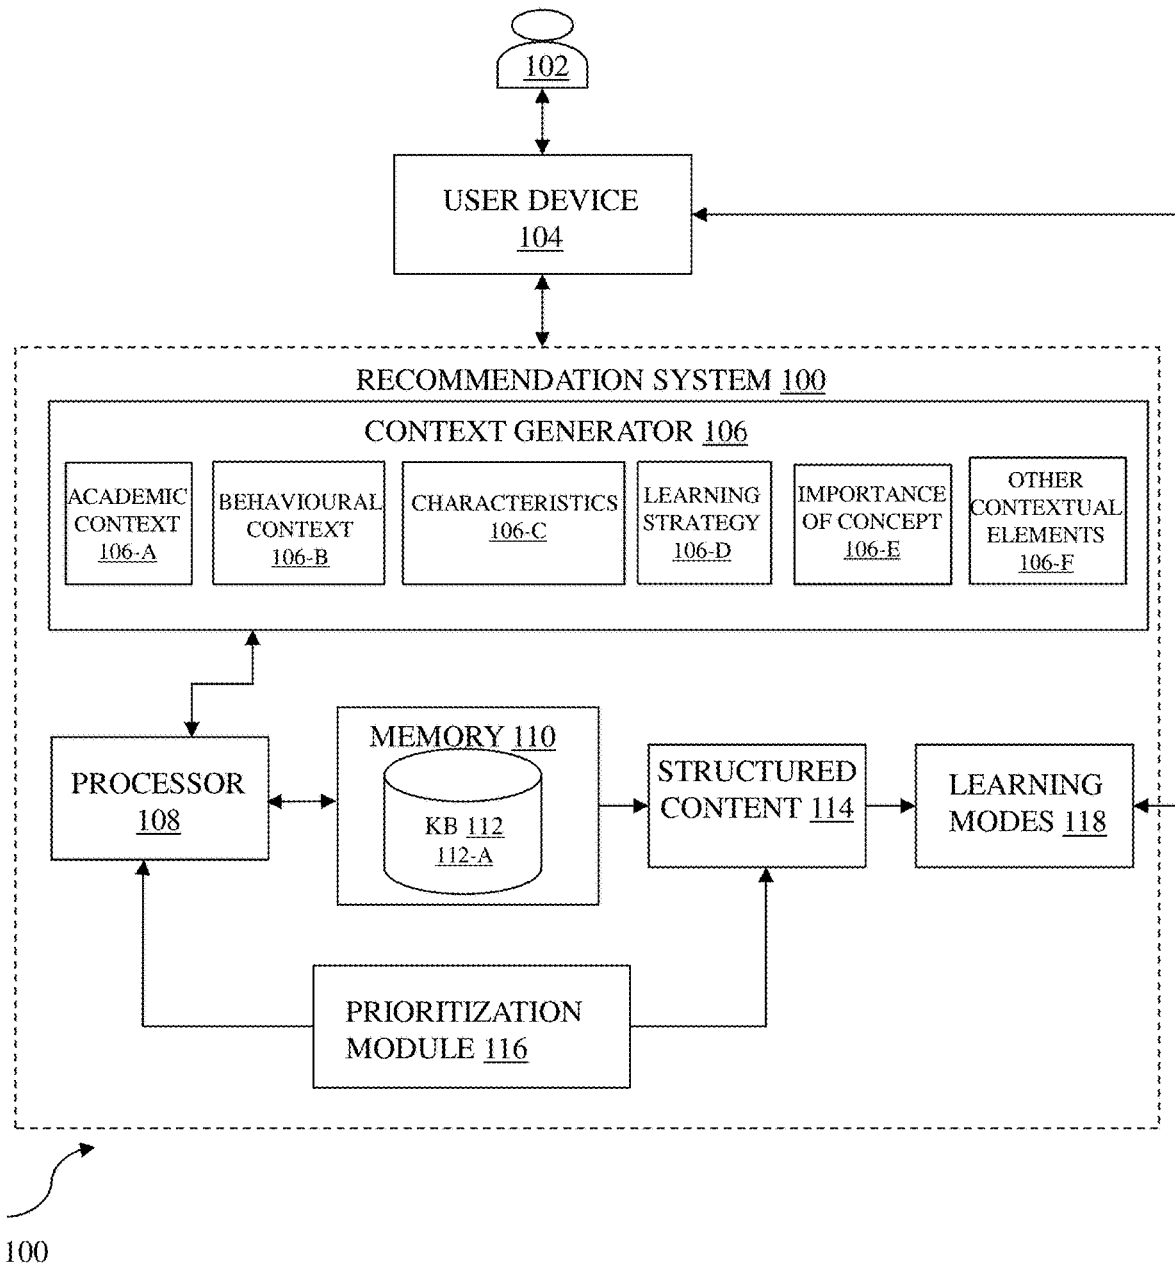 102
USER DEVICE
104
RECOMMENDATION SYSTEM 100
CONTEXT GENERATOR 106
ACADEMIC
CONTEXT
106-A
BEHAVIOURAL
CONTEXT
106-B
CHARACTERISTICS
106-C
LEARNING
STRATEGY
106-D
IMPORTANCE
OF CONCEPT
106-E
OTHER
CONTEXTUAL
ELEMENTS
106-F
PROCESSOR
108
MEMORY 110
KB 112
112-A
STRUCTURED
CONTENT 114
LEARNING
MODES 118
PRIORITIZATION
MODULE 116
100